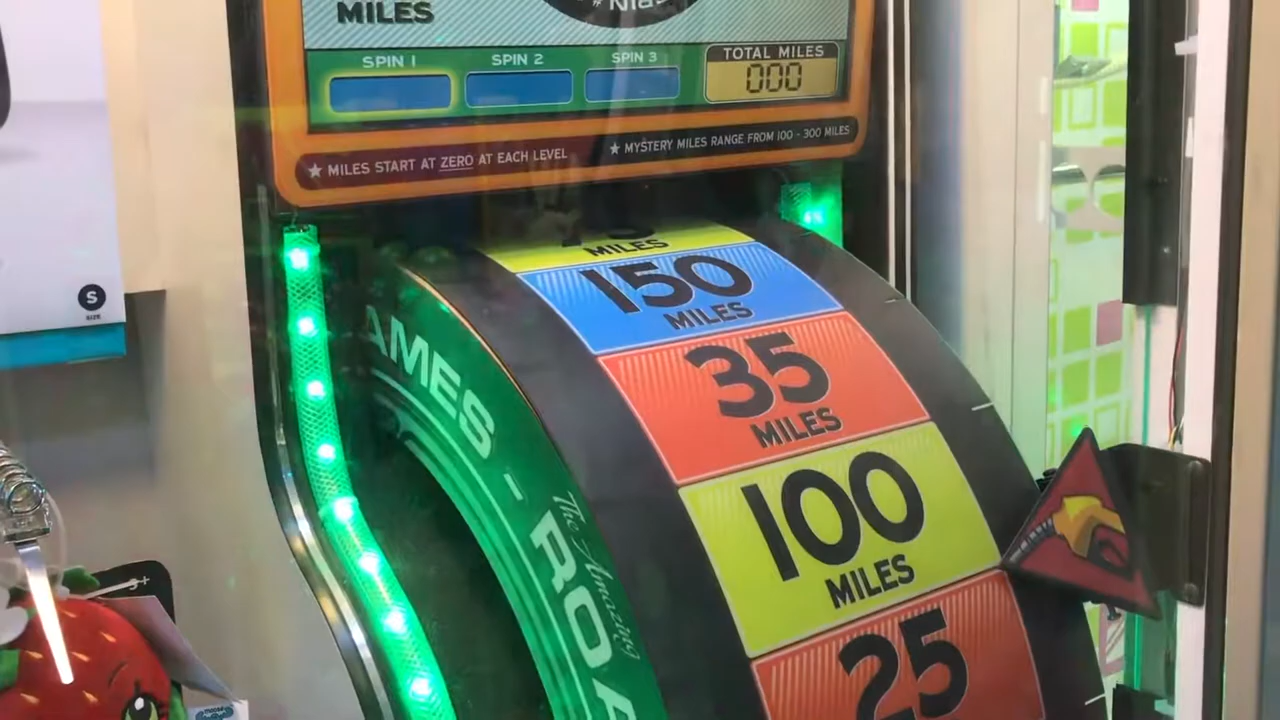 MILES
SPIN 1
SPIN 2
SPIN 3
TOTAL MILES
000
★ MILES START AT ZERO AT EACH LEVEL
★ MYSTERY MILES RANGE FROM 100 - 300 MILES
MILES
150
MILES
35
MILES
100
MILES
25
AMES - ROA
The Amazing
S
SIZE